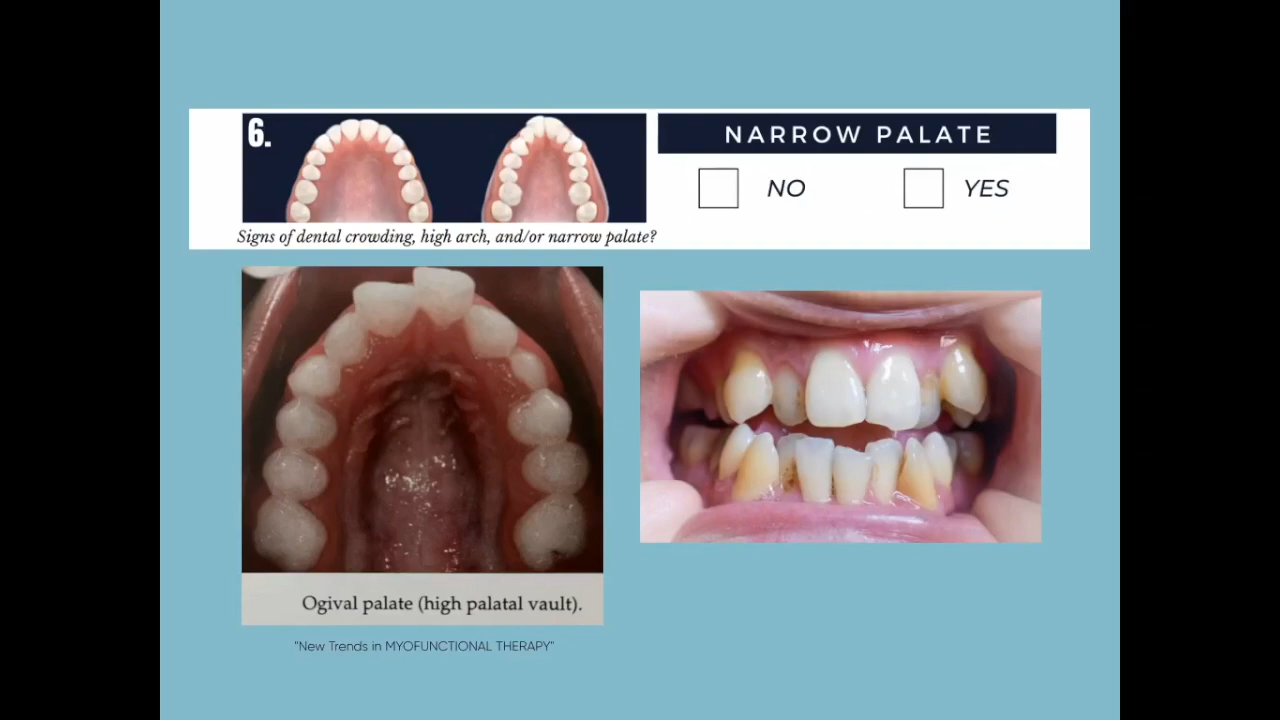 6.
NARROW PALATE
NO
YES
Signs of dental crowding, high arch, and/or narrow palate?
Ogival palate (high palatal vault).
"New Trends in MYOFUNCTIONAL THERAPY"